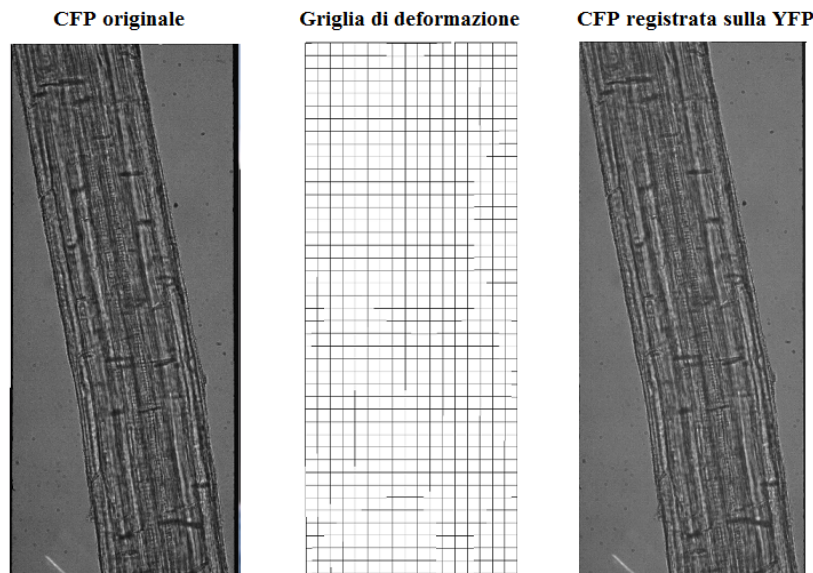 CFP originale
Griglia di deformazione
CFP registrata sulla YFP